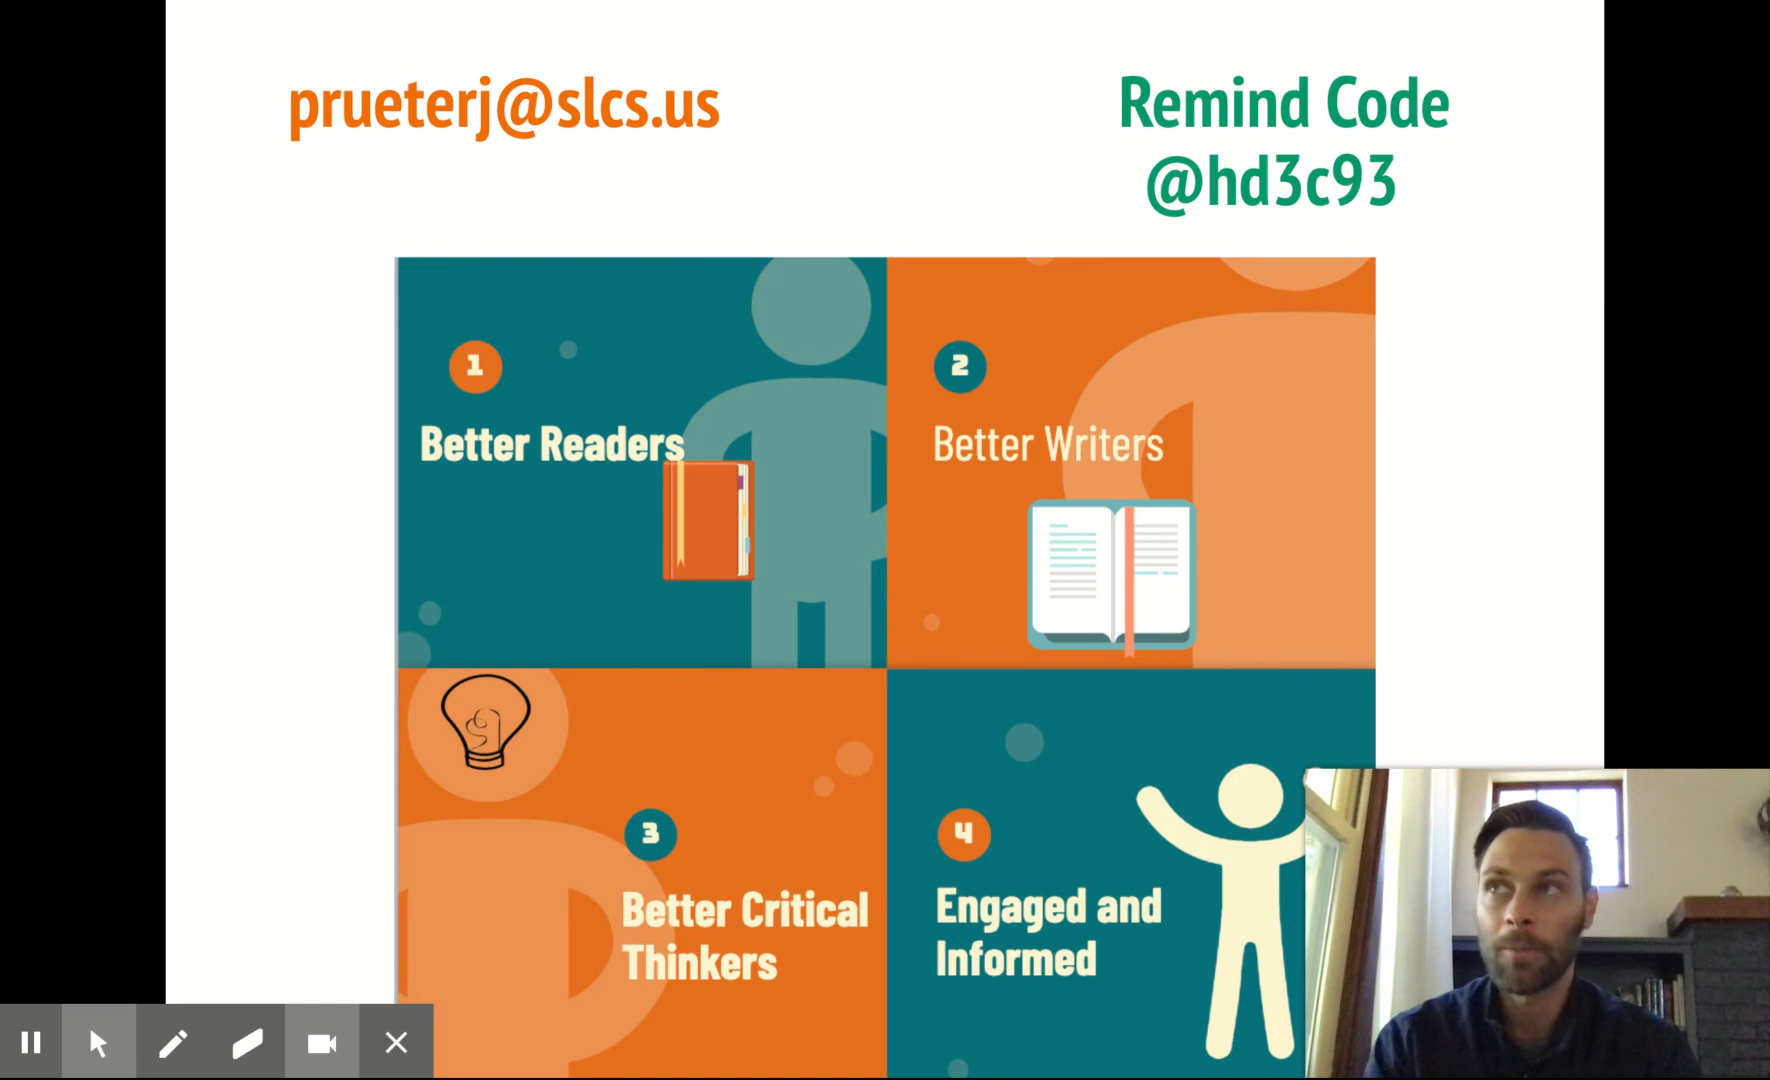 prueterj@slcs.us
Remind Code
@hd3c93
1
Better Readers
2
Better Writers
3
Better Critical
Thinkers
4
Engaged and
Informed